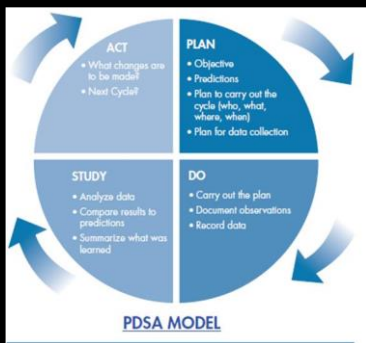 ACT
• What changes are
to be made?
• Next Cycle?
PLAN
• Objective
• Predictions
• Plan to carry out the
cycle (who, what,
where, when)
• Plan for data collection
STUDY
• Analyze data
• Compare results to
predictions
• Summarize what was
learned
DO
• Carry out the plan
• Document observations
• Record data
PDSA MODEL